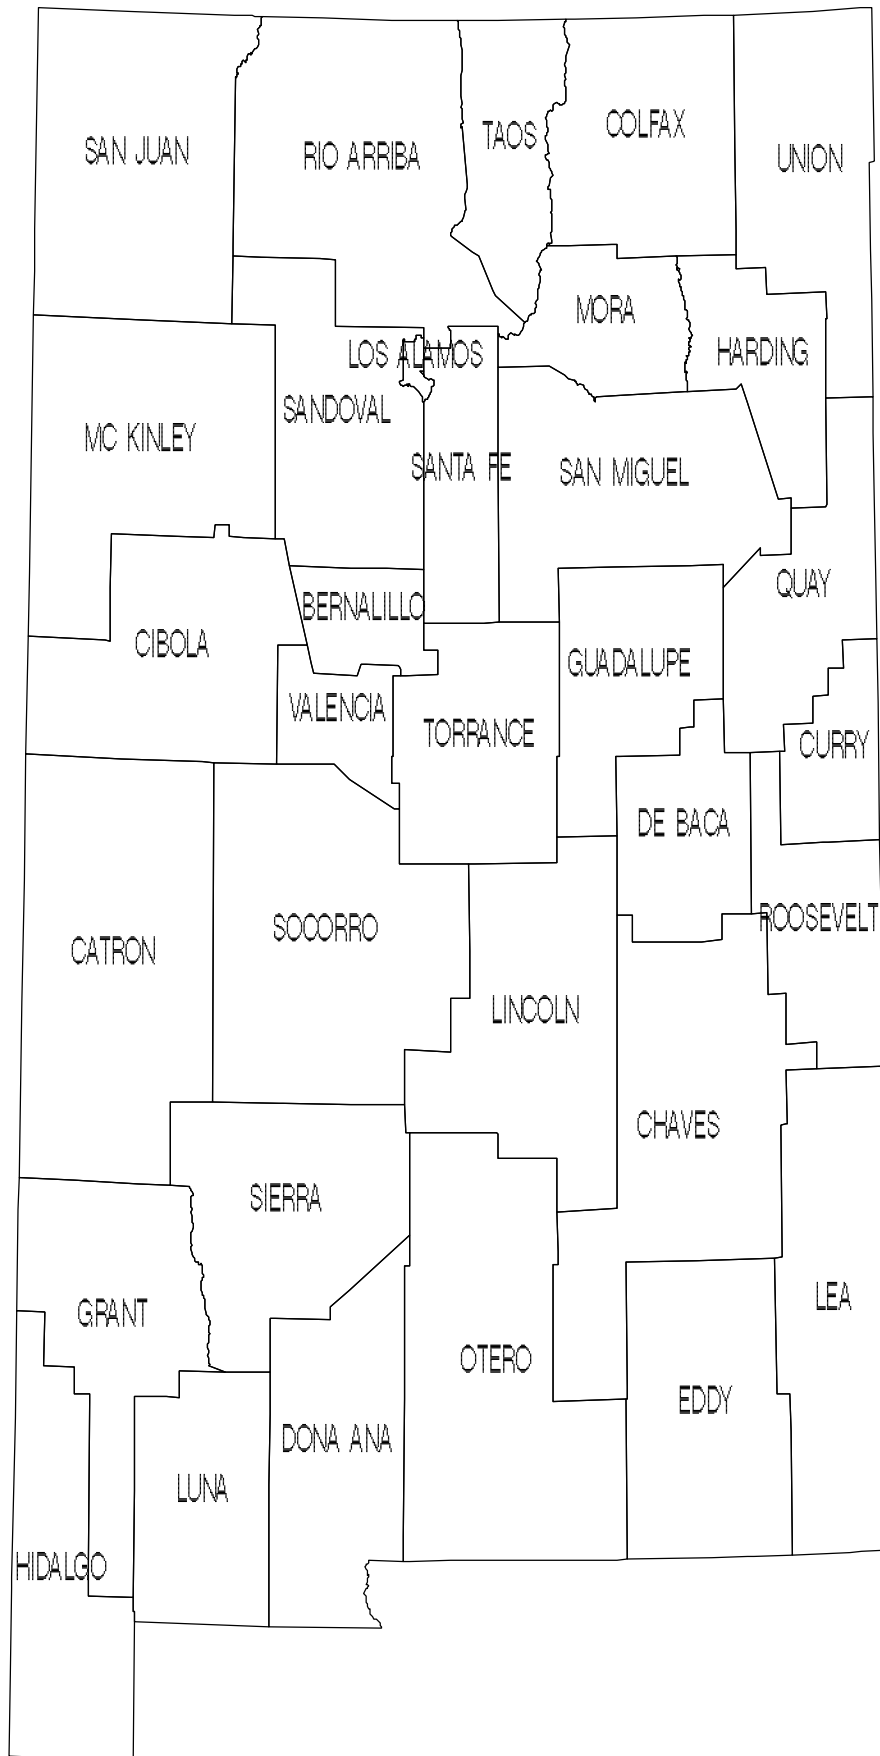 COLFAX
TAOS
SAN JUAN
RIO ARRIBA
UNION
MORA
LOS ALAMOS
HARDING
SANDOVAL
MC KINLEY
SANTA FE
SAN MIGUEL
QUAY
BERNALILLO
CIBOLA
GUADALUPE
VALENCIA
TORRANCE
CURRY
DE BACA
ROOSEVELT
SOCORRO
CATRON
LINCOLN
CHAVES
SIERRA
LEA
GRANT
OTERO
EDDY
DONA ANA
LUNA
HIDALGO